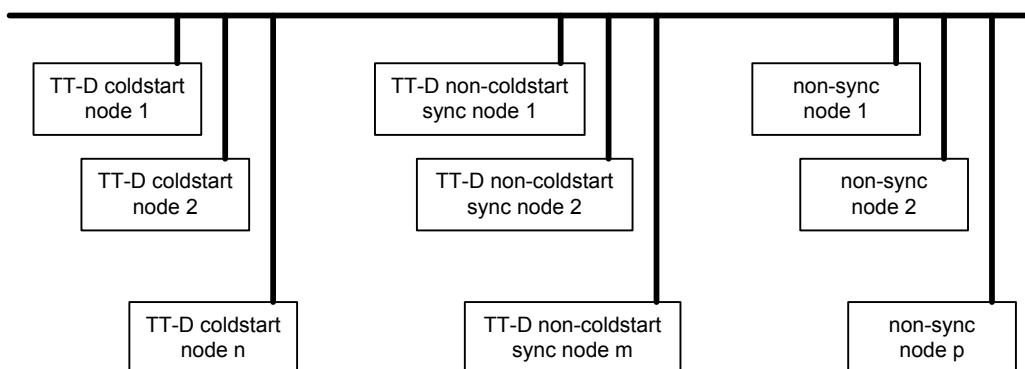 TT-D coldstart
node 1
TT-D non-coldstart
sync node 1
non-sync
node 1
TT-D coldstart
node 2
TT-D non-coldstart
sync node 2
non-sync
node 2
TT-D coldstart
node n
TT-D non-coldstart
sync node m
non-sync
node p